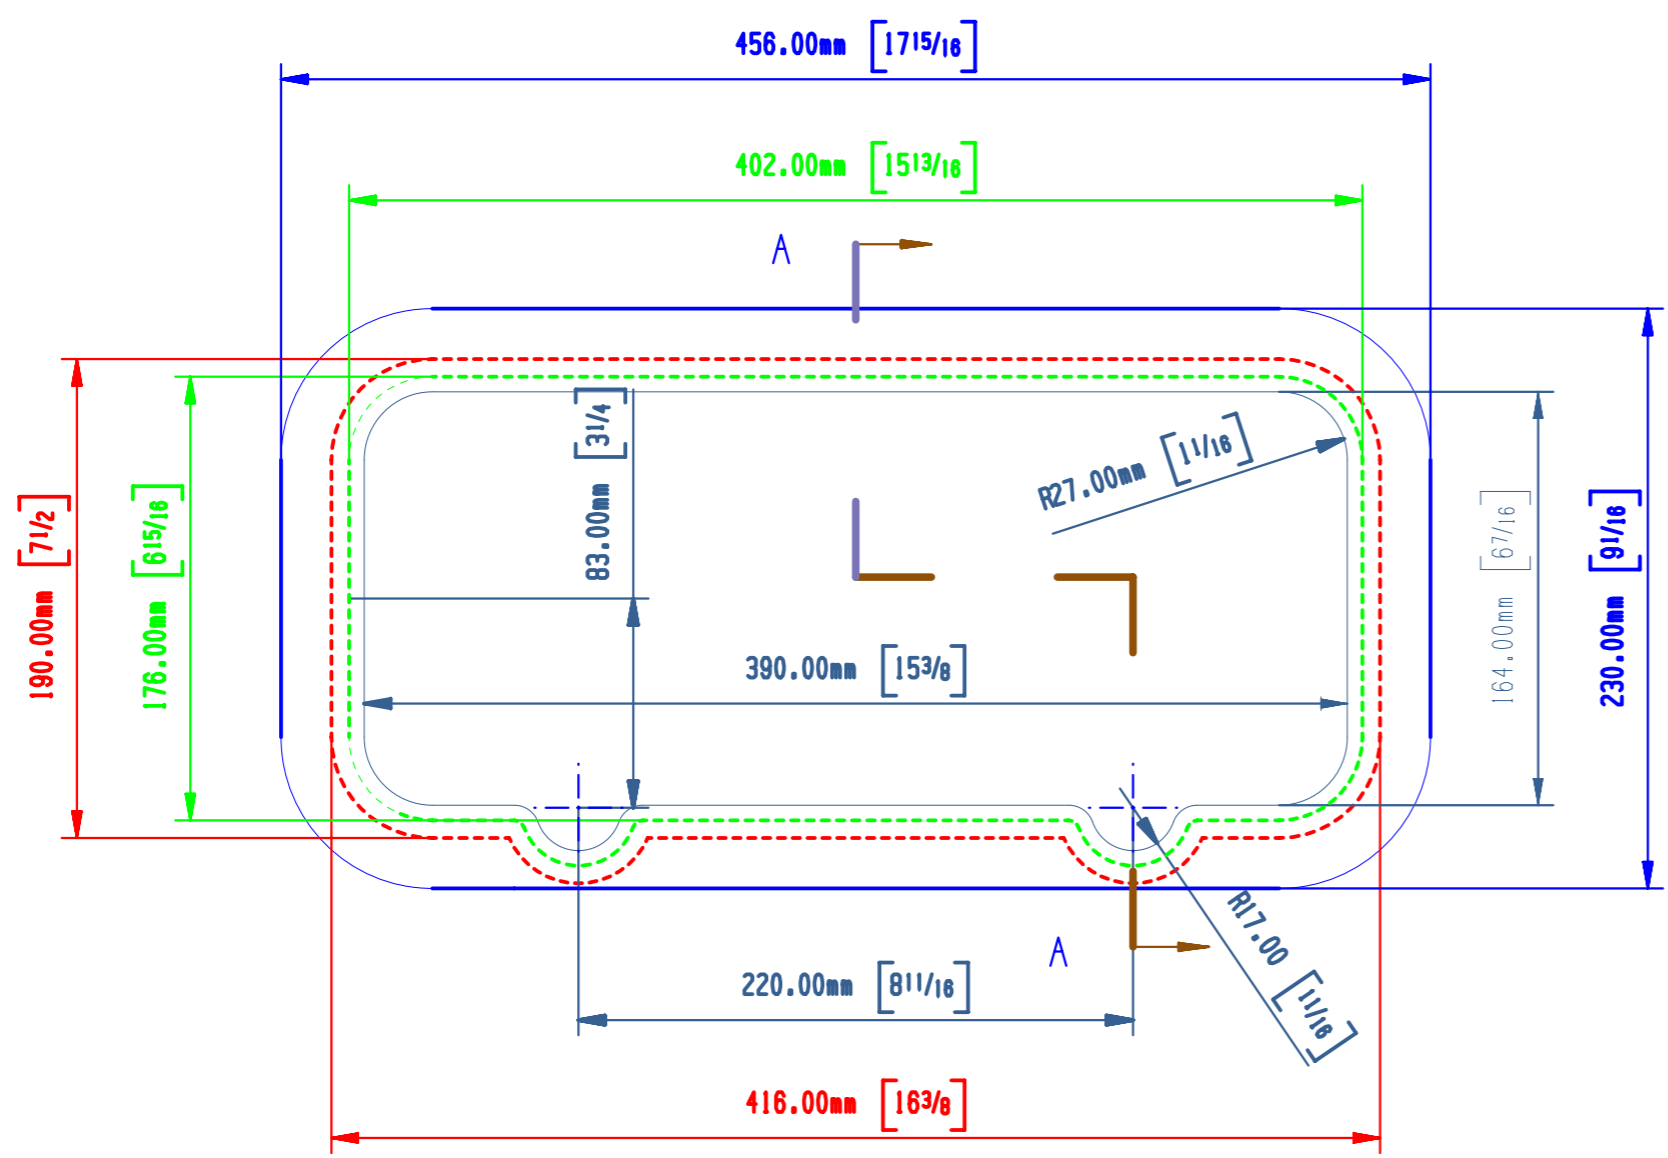 456.00mm [17 15/16]
402.00mm [15 13/16]
A
190.00mm [7 1/2]
176.00mm [6 15/16]
83.00mm [3 1/4]
R27.00mm [1 1/16]
164.00mm [6 7/16]
230.00mm [9 1/16]
390.00mm [15 3/8]
A
R17.00 [11/16]
220.00mm [8 11/16]
416.00mm [16 3/8]